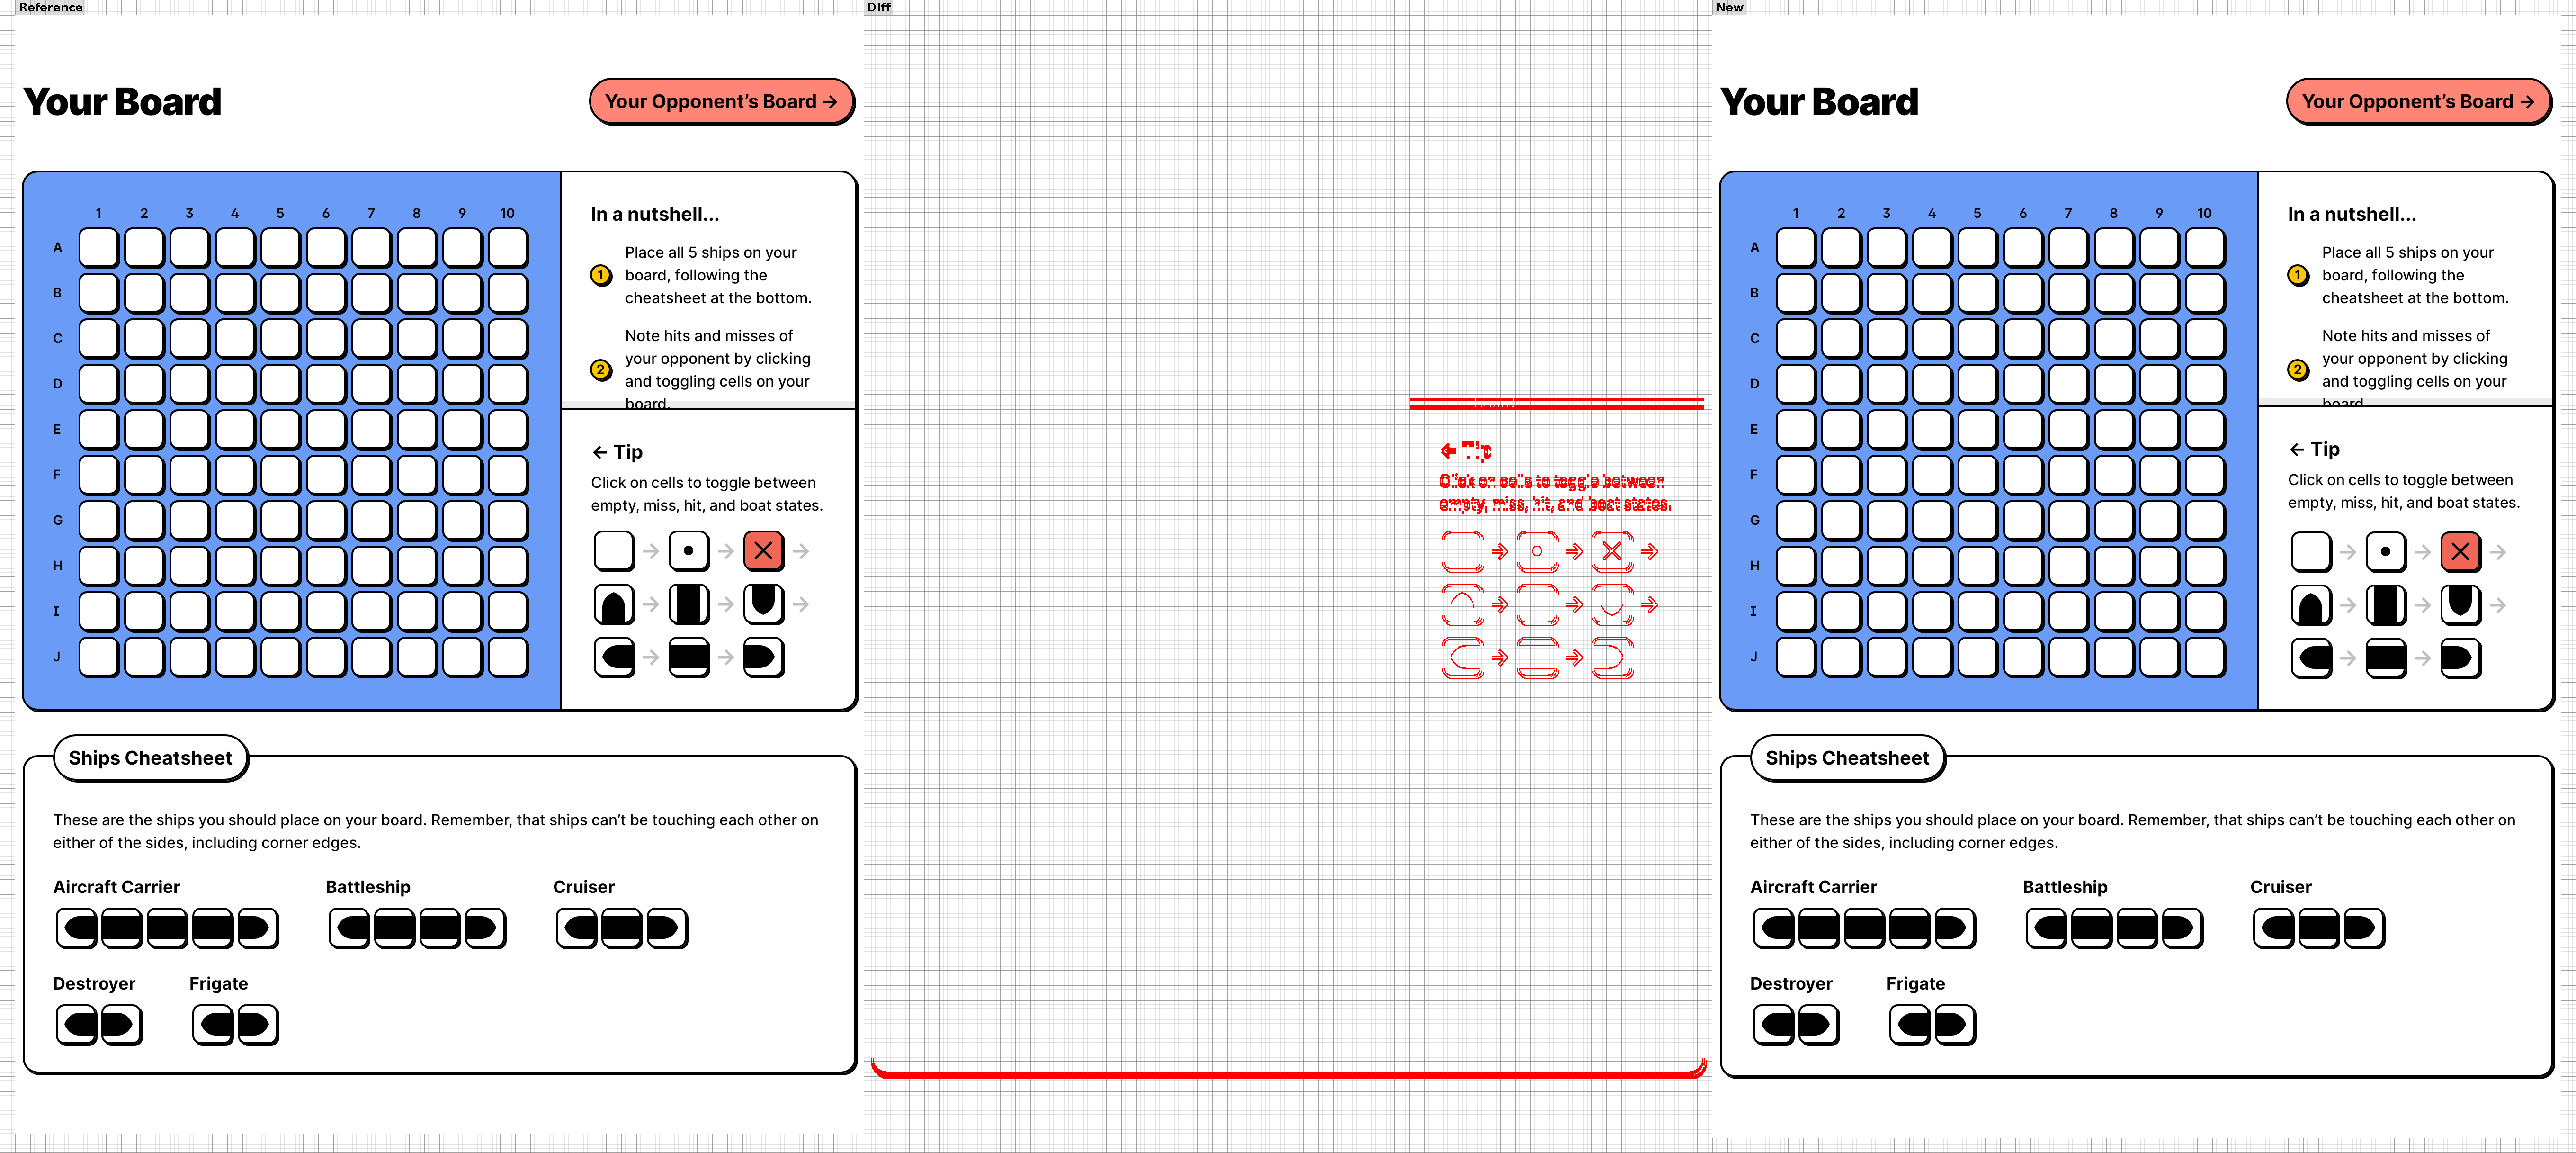 Reference
Diff
New
Your Board
Your Opponent’s Board →
1 2 3 4 5 6 7 8 9 10
A
B
C
D
E
F
G
H
I
J
In a nutshell...
1
Place all 5 ships on your
board, following the
cheatsheet at the bottom.
2
Note hits and misses of
your opponent by clicking
and toggling cells on your
board.
← Tip
Click on cells to toggle between
empty, miss, hit, and boat states.
Ships Cheatsheet
These are the ships you should place on your board. Remember, that ships can’t be touching each other on
either of the sides, including corner edges.
Aircraft Carrier
Battleship
Cruiser
Destroyer
Frigate
← Tip
Click on cells to toggle between
empty, miss, hit, and boat states.
Your Board
Your Opponent’s Board →
1 2 3 4 5 6 7 8 9 10
A
B
C
D
E
F
G
H
I
J
In a nutshell...
1
Place all 5 ships on your
board, following the
cheatsheet at the bottom.
2
Note hits and misses of
your opponent by clicking
and toggling cells on your
board
← Tip
Click on cells to toggle between
empty, miss, hit, and boat states.
Ships Cheatsheet
These are the ships you should place on your board. Remember, that ships can’t be touching each other on
either of the sides, including corner edges.
Aircraft Carrier
Battleship
Cruiser
Destroyer
Frigate